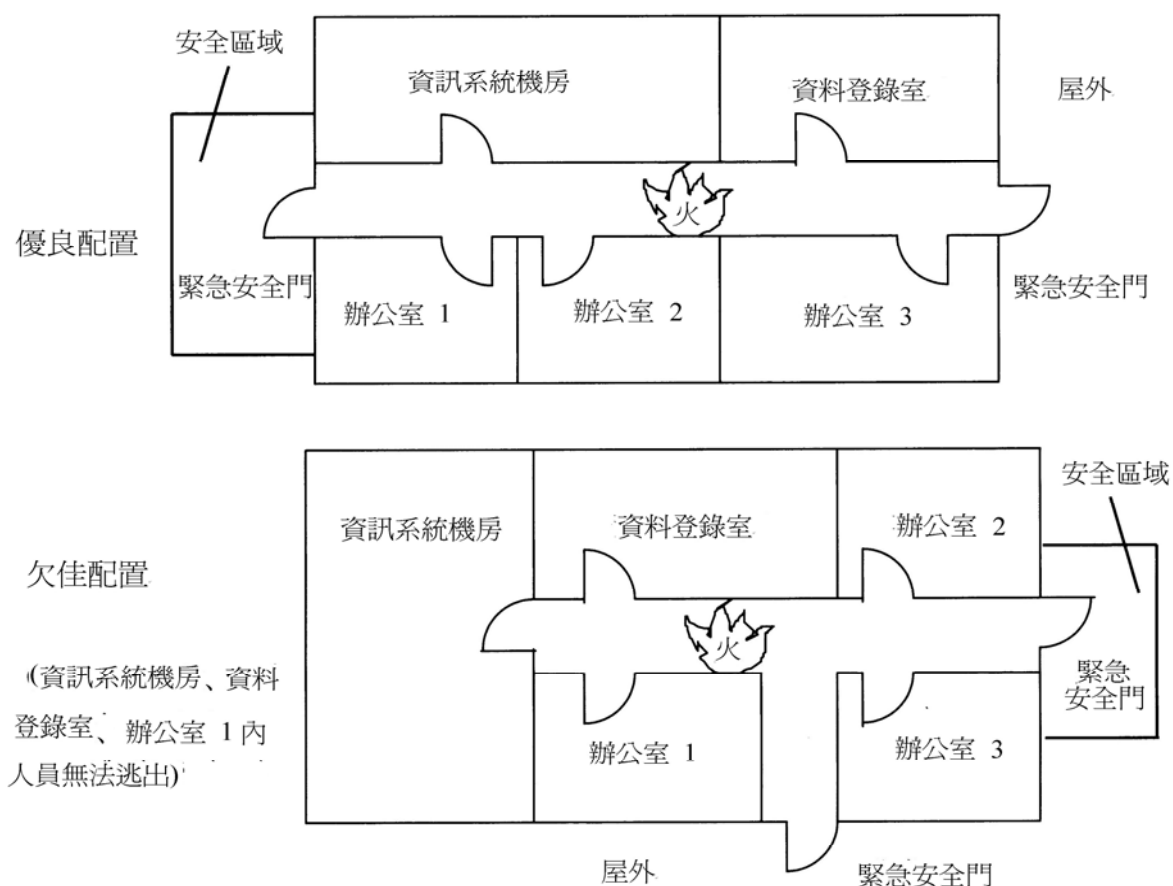 安全區域
資訊系統機房
資料登錄室
屋外
火
優良配置
緊急安全門
辦公室 1
辦公室 2
辦公室 3
緊急安全門
安全區域
資訊系統機房
資料登錄室
辦公室 2
欠佳配置
火
(資訊系統機房、資料
登錄室、辦公室 1 內
人員無法逃出)
辦公室 1
辦公室 3
緊急
安全門
屋外
緊急安全門